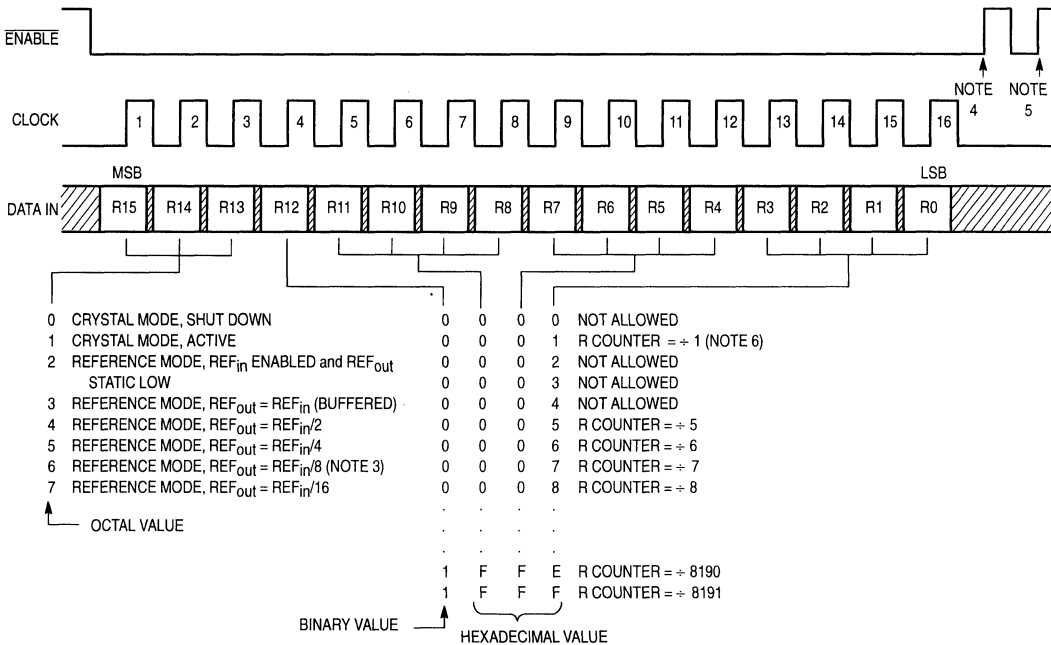 ENABLE
NOTE 4
NOTE 5
CLOCK
1 2 3 4 5 6 7 8 9 10 11 12 13 14 15 16
MSB
LSB
DATA IN
R15 R14 R13 R12 R11 R10 R9 R8 R7 R6 R5 R4 R3 R2 R1 R0
0 CRYSTAL MODE, SHUT DOWN
1 CRYSTAL MODE, ACTIVE
2 REFERENCE MODE, REFin ENABLED and REFout
STATIC LOW
3 REFERENCE MODE, REFout = REFin (BUFFERED)
4 REFERENCE MODE, REFout = REFin/2
5 REFERENCE MODE, REFout = REFin/4
6 REFERENCE MODE, REFout = REFin/8 (NOTE 3)
7 REFERENCE MODE, REFout = REFin/16
OCTAL VALUE
0 0 0 0 NOT ALLOWED
0 0 0 1 R COUNTER = ÷ 1 (NOTE 6)
0 0 0 2 NOT ALLOWED
0 0 0 3 NOT ALLOWED
0 0 0 4 NOT ALLOWED
0 0 0 5 R COUNTER = ÷ 5
0 0 0 6 R COUNTER = ÷ 6
0 0 0 7 R COUNTER = ÷ 7
0 0 0 8 R COUNTER = ÷ 8
. . . .
. . . .
. . . .
1 F F E R COUNTER = ÷ 8190
1 F F F R COUNTER = ÷ 8191
BINARY VALUE
HEXADECIMAL VALUE